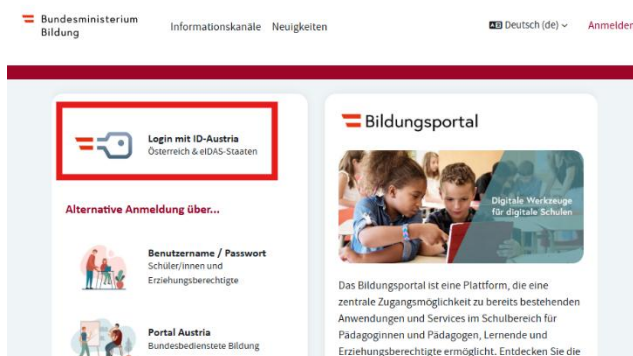 Bundesministerium
Bildung
Informationskanäle Neuigkeiten
Deutsch (de)
Anmelden
Login mit ID-Austria
Österreich & eIDAS-Staaten
Alternative Anmeldung über...
Benutzername / Passwort
Schüler/innen und
Erziehungsberechtigte
Portal Austria
Bundesbedienstete Bildung
Bildungsportal
Digitale Werkzeuge
für digitale Schulen
Das Bildungsportal ist eine Plattform, die eine
zentrale Zugangsmöglichkeit zu bereits bestehenden
Anwendungen und Services im Schulbereich für
Pädagoginnen und Pädagogen, Lernende und
Erziehungsberechtigte ermöglicht. Entdecken Sie die